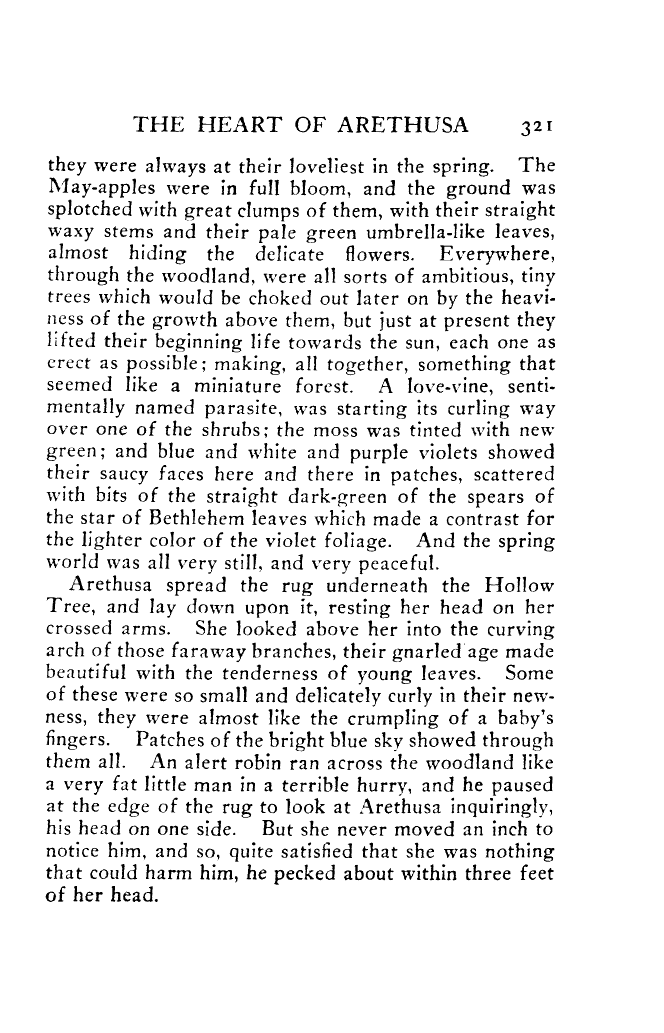 THE HEART OF ARETHUSA 321
they were always at their loveliest in the spring. The
May-apples were in full bloom, and the ground was
splotched with great clumps of them, with their straight
waxy stems and their pale green umbrella-like leaves,
almost hiding the delicate flowers. Everywhere,
through the woodland, were all sorts of ambitious, tiny
trees which would be choked out later on by the heavi-
ness of the growth above them, but just at present they
lifted their beginning life towards the sun, each one as
erect as possible; making, all together, something that
seemed like a miniature forest. A love-vine, senti-
mentally named parasite, was starting its curling way
over one of the shrubs; the moss was tinted with new
green; and blue and white and purple violets showed
their saucy faces here and there in patches, scattered
with bits of the straight dark-green of the spears of
the star of Bethlehem leaves which made a contrast for
the lighter color of the violet foliage. And the spring
world was all very still, and very peaceful.
Arethusa spread the rug underneath the Hollow
Tree, and lay down upon it, resting her head on her
crossed arms. She looked above her into the curving
arch of those faraway branches, their gnarled age made
beautiful with the tenderness of young leaves. Some
of these were so small and delicately curly in their new-
ness, they were almost like the crumpling of a baby's
fingers. Patches of the bright blue sky showed through
them all. An alert robin ran across the woodland like
a very fat little man in a terrible hurry, and he paused
at the edge of the rug to look at Arethusa inquiringly,
his head on one side. But she never moved an inch to
notice him, and so, quite satisfied that she was nothing
that could harm him, he pecked about within three feet
of her head.